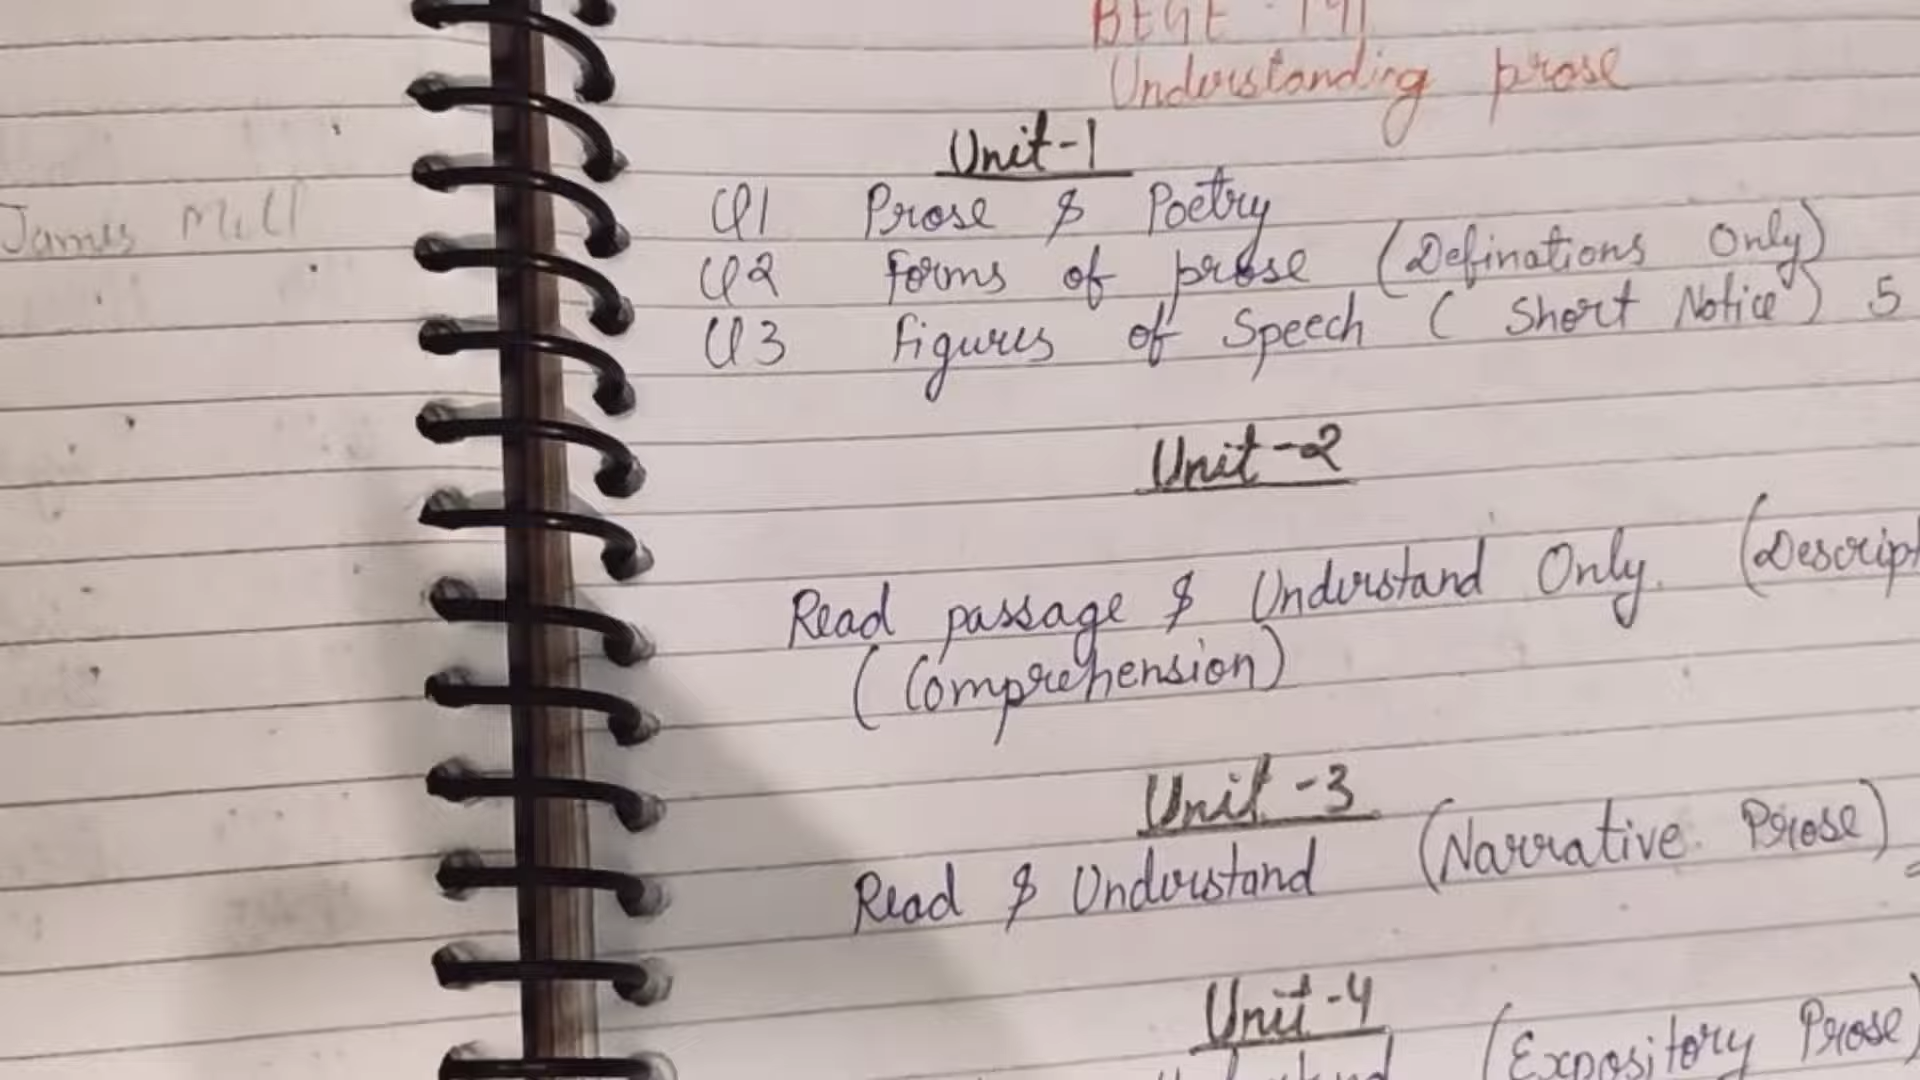 James Mill
Understanding prose
Unit-1
Q1 Prose & Poetry
Q2 Forms of prose (Definations Only)
Q3 Figures of Speech (Short Notice) 5
Unit-2
Read passage & Understand Only. (Descript
(Comprehension)
Unit-3
Read & Understand (Narrative Prose)
Unit-4
(Expository Prose)